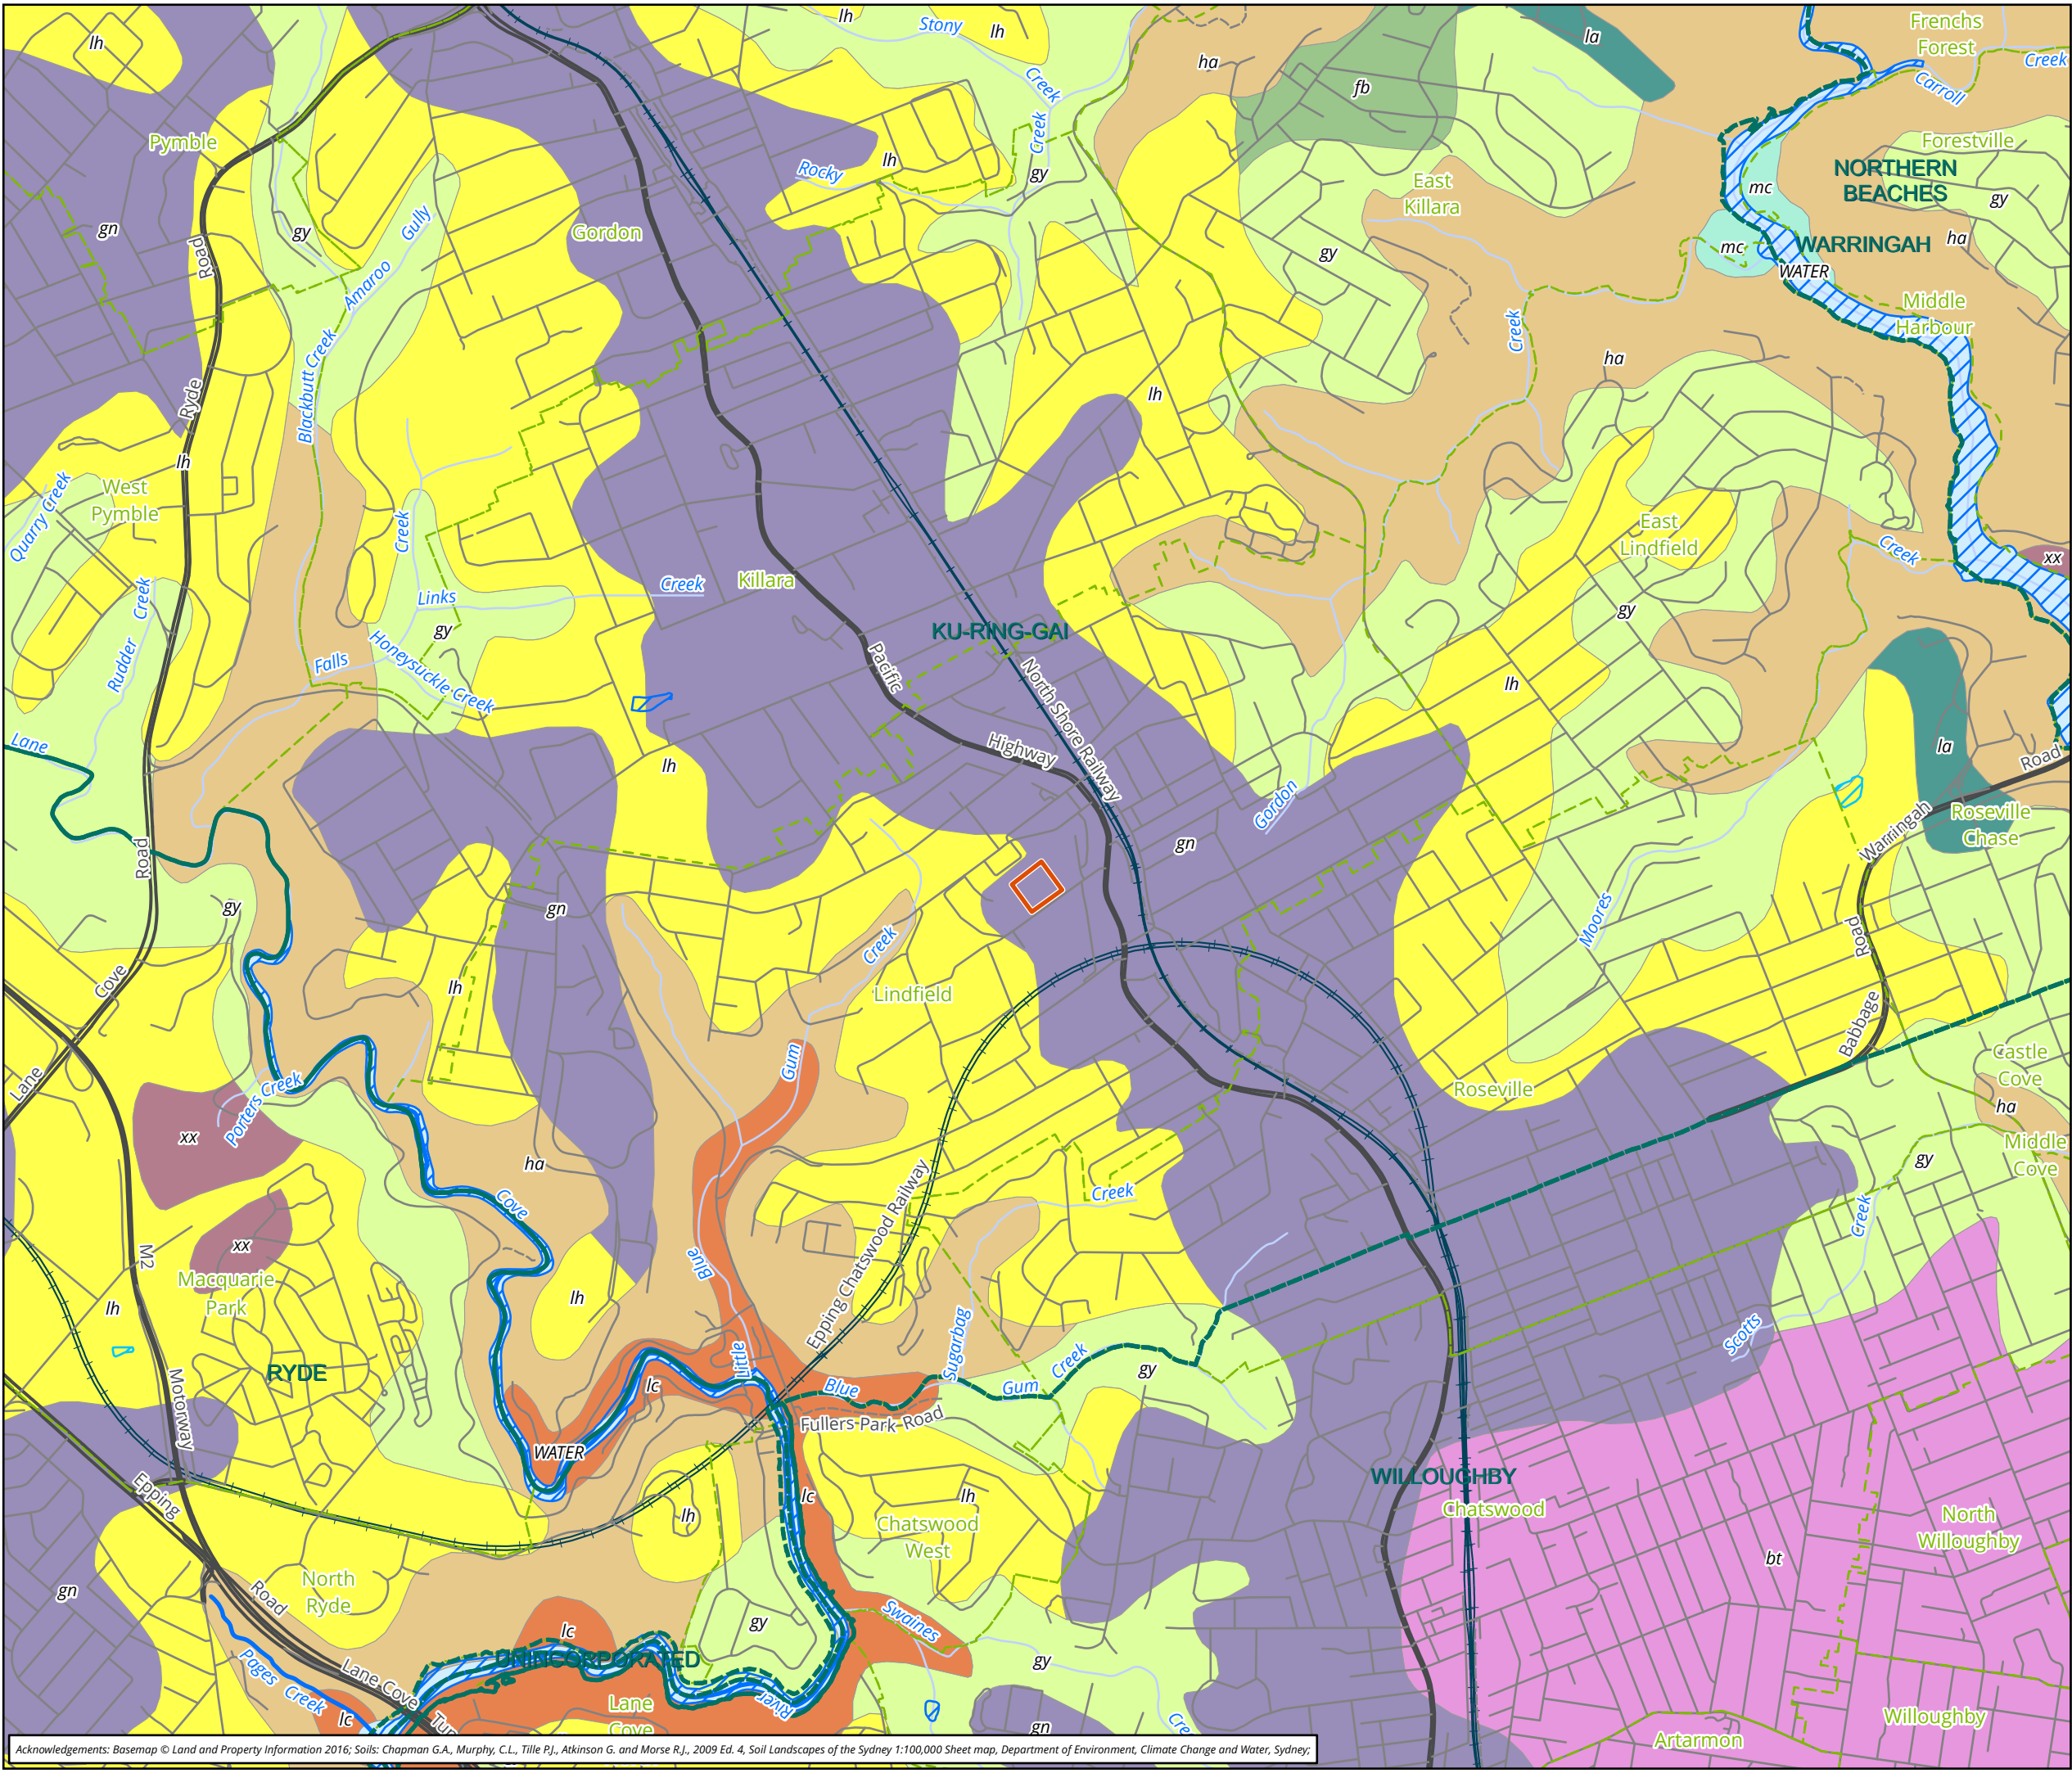 lh
Stony
lh
lh
Creek
ha
fb
la
Frenchs
Forest
Creek
Carroll
Pymble
Rocky
lh
Creek
gy
East
Killara
mc
Forestville
NORTHERN
BEACHES
gy
gn
Road
gy
Gully
Amaroo
Gordon
gy
mc
WARRINGAH
ha
WATER
Middle
Harbour
Blackbutt Creek
Creek
ha
Ryde
lh
lh
West
Pymble
Quarry Creek
Creek
East
Lindfield
Creek
xx
Rudder Creek
Links
Creek
Killara
gy
gy
KU-RING-GAI
Falls
Honeysuckle Creek
Pacific
North Shore Railway
lh
Lane
lh
Highway
la
Road
Gordon
Road
gn
Warringah
Roseville
Chase
gy
gn
Creek
Moores
Road
Cove
lh
Lindfield
Babbage
Lane
Gum
Porters Creek
xx
Roseville
Castle
Cove
ha
Middle
Cove
ha
gy
Cove
Creek
Creek
xx
M2
Macquarie
Park
lh
lh
Blue
Epping Chatswood Railway
Sugarbag
Scotts
RYDE
Little
lc
Blue
Gum
Creek
gy
Motorway
Fullers Park Road
WATER
WILLOUGHBY
Epping
lh
lc
lh
Chatswood
Chatswood
West
North
Willoughby
bt
gn
North
Ryde
Road
lc
gy
Swaines
UNINCORPORATED
gy
Pages Creek
Lane Cove
Tun
lc
River
Lane
Cove
gn
Cre
Artarmon
Willoughby
Acknowledgements: Basemap © Land and Property Information 2016; Soils: Chapman G.A., Murphy, C.L., Tille P.J., Atkinson G. and Morse R.J., 2009 Ed. 4, Soil Landscapes of the Sydney 1:100,000 Sheet map, Department of Environment, Climate Change and Water, Sydney;